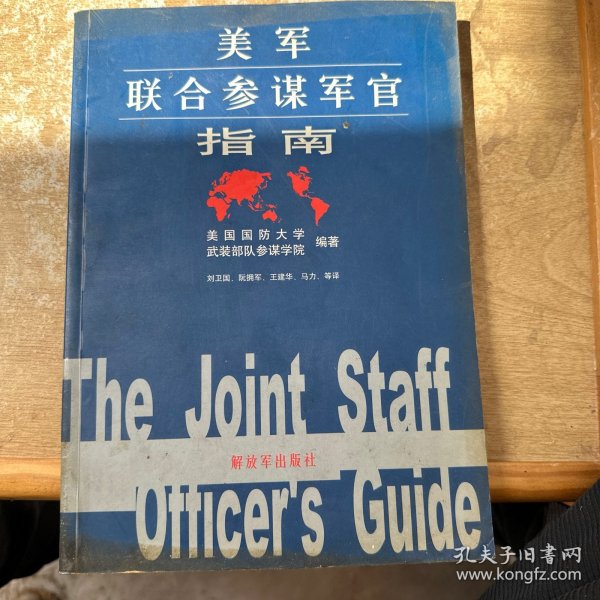 美军
联合参谋军官
指南
美国国防大学
武装部队参谋学院
编著
刘卫国、阮拥军、王建华、马力、等译
The Joint Staff
解放军出版社
Officer's Guide
孔夫子旧书网
www.kongfz.com